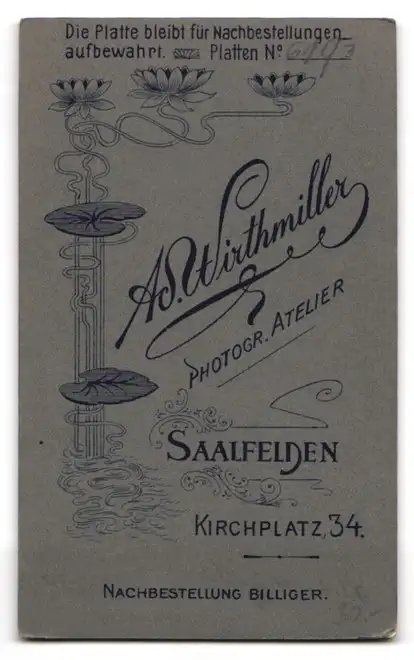 Die Platte bleibt für Nachbestellungen
aufbewahrt. Platten Nº
Ad. Wirthmiller
PHOTOGR. ATELIER
SAALFELDEN
KIRCHPLATZ, 34.
NACHBESTELLUNG BILLIGER.